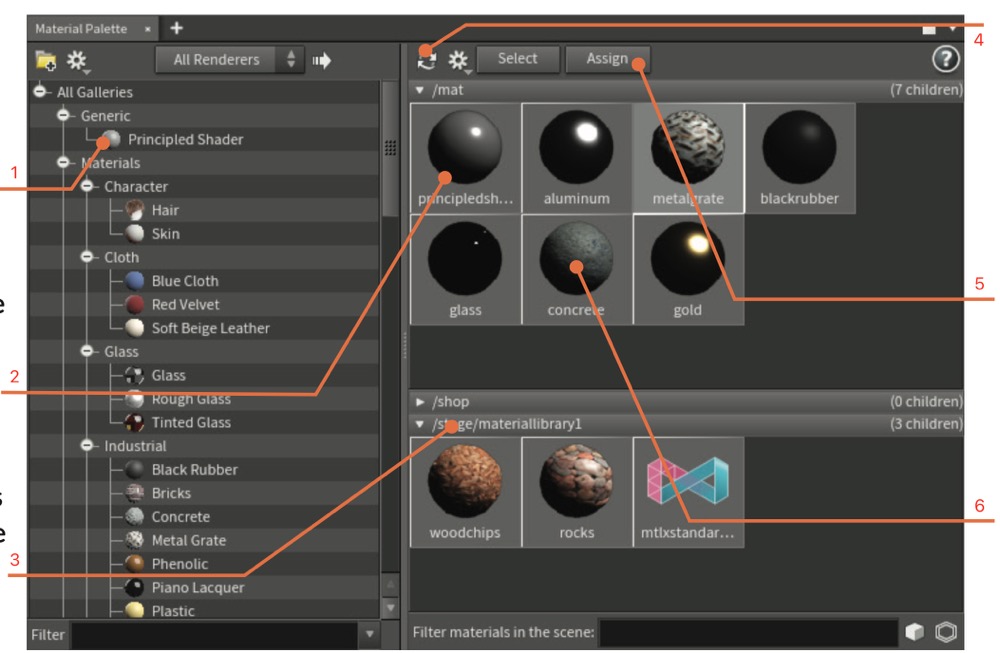 Material Palette × +
4
All Renderers
Select Assign ?
All Galleries
Generic
Principled Shader
Materials
Character
Hair
Skin
Cloth
Blue Cloth
Red Velvet
Soft Beige Leather
Glass
Glass
Rough Glass
Tinted Glass
Industrial
Black Rubber
Bricks
Concrete
Metal Grate
Phenolic
Piano Lacquer
Plastic
Filter
1
e
2
s
e
3
/mat (7 children)
principledsh... aluminum metalgrate blackrubber
glass concrete gold
5
/shop (0 children)
/stage/materiallibrary1 (3 children)
woodchips rocks mtlxstandar...
6
Filter materials in the scene: